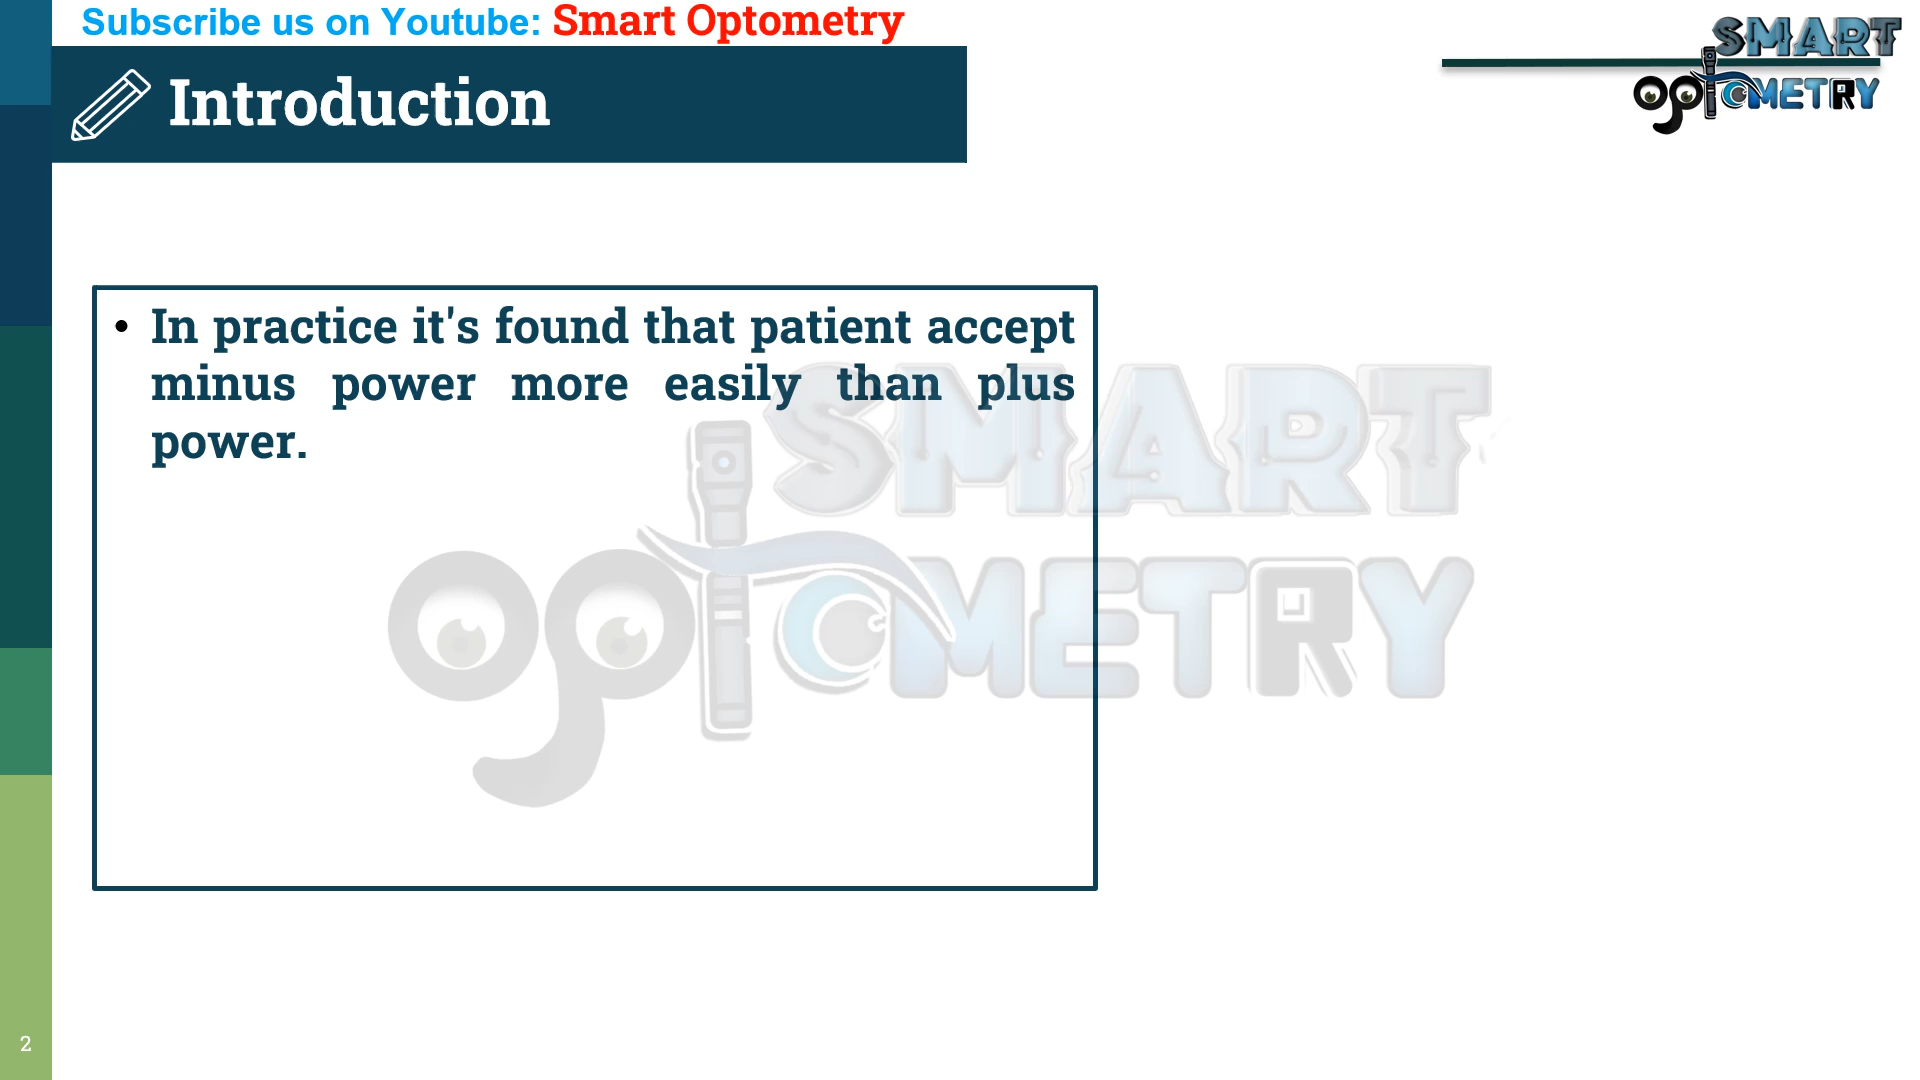 Subscribe us on Youtube: Smart Optometry
SMART
optOMETRY
Introduction
• In practice it's found that patient accept
minus power more easily than plus
power.
SMART
optOMETRY
2